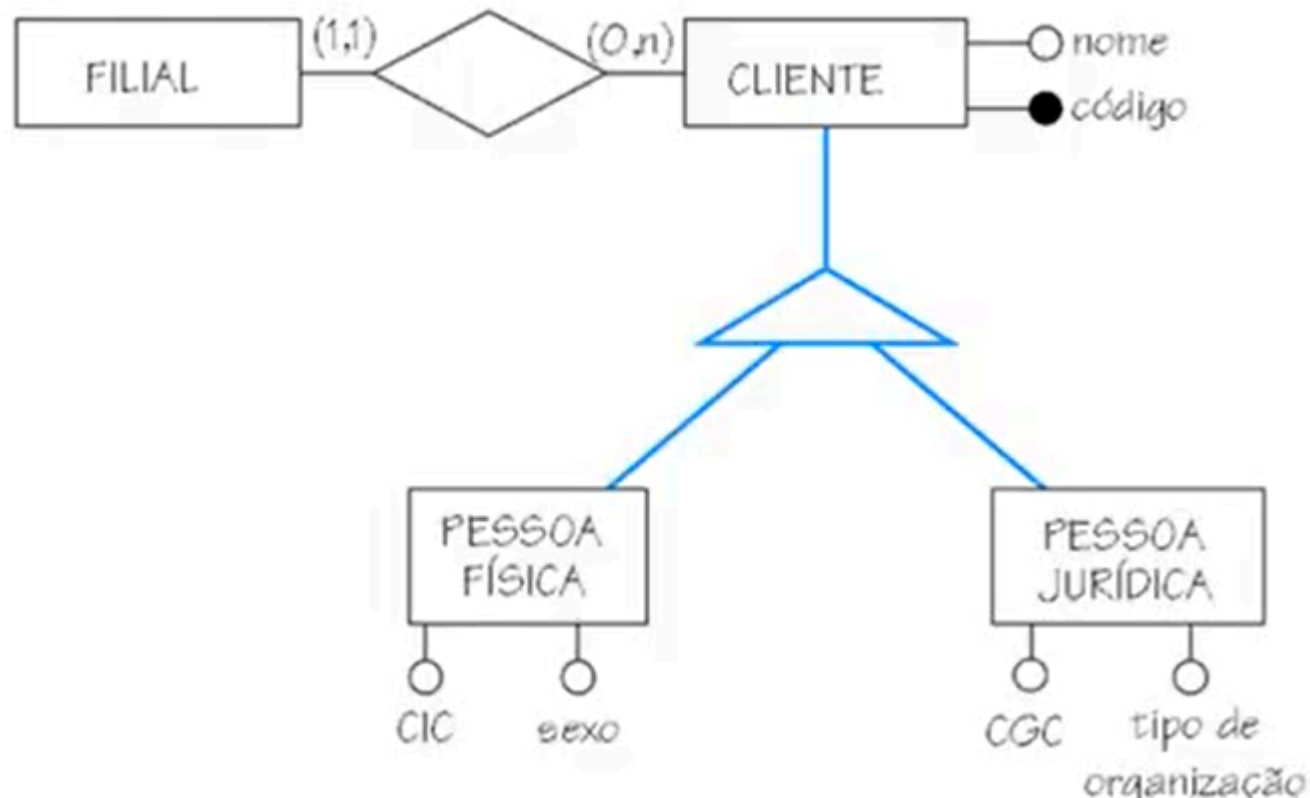 FILIAL
(1,1)
(0,n)
CLIENTE
nome
código
PESSOA
FÍSICA
PESSOA
JURÍDICA
CIC
sexo
CGC
tipo de
organização